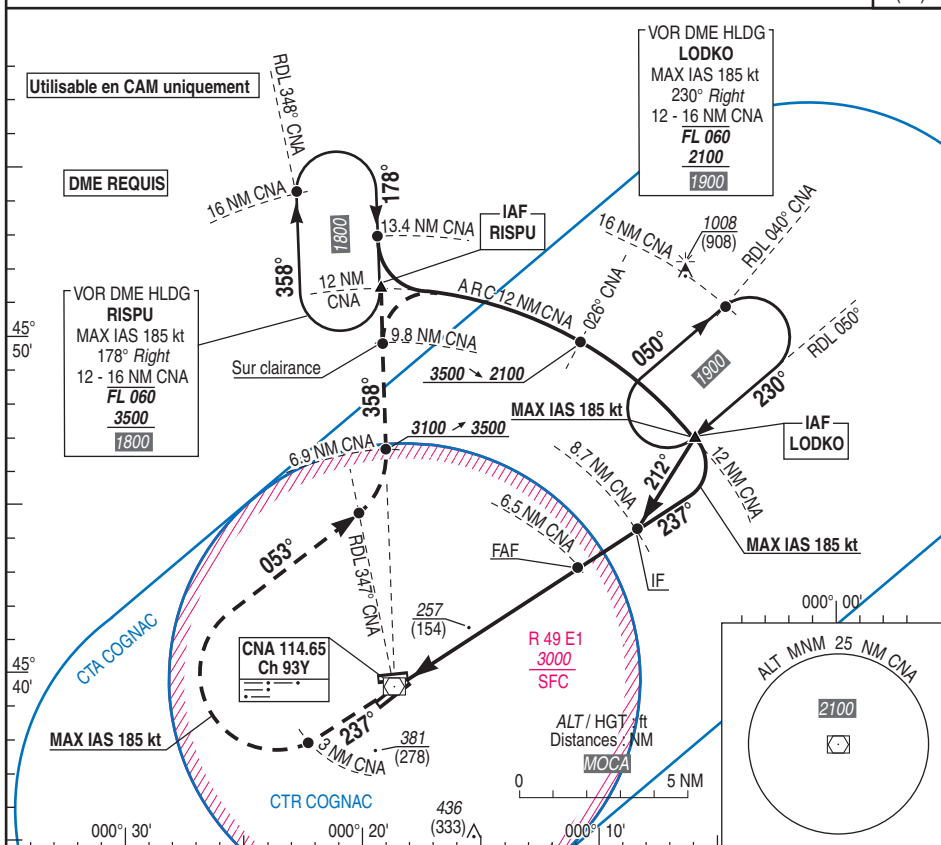 VOR DME HLDG
LODKO
MAX IAS 185 kt
230° Right
12 - 16 NM CNA
FL 060
2100
1900
Utilisable en CAM uniquement
RDL 348° CNA
DME REQUIS
16 NM CNA
178°
1800
358°
13.4 NM CNA
IAF
RISPU
12 NM
CNA
ARC 12 NM CNA
026° CNA
16 NM CNA
1008
(908)
RDL 040° CNA
RDL 050°
VOR DME HLDG
RISPU
MAX IAS 185 kt
178° Right
12 - 16 NM CNA
FL 060
3500
1800
45°
50'
9.8 NM CNA
Sur clairance
3500 ➘ 2100
050°
1900
230°
358°
MAX IAS 185 kt
IAF
LODKO
3100 ➚ 3500
6.9 NM CNA
212°
12 NM CNA
8.7 NM CNA
237°
6.5 NM CNA
MAX IAS 185 kt
FAF
IF
053°
RDL 347° CNA
257
(154)
CNA 114.65
Ch 93Y
R 49 E1
3000
SFC
45°
40'
CTA COGNAC
000° 00'
ALT MNM 25 NM CNA
2100
MAX IAS 185 kt
237°
3 NM CNA
381
(278)
ALT / HGT : ft
Distances : NM
MOCA
0
5 NM
CTR COGNAC
436
(333)
000° 30'
000° 20'
000° 10'